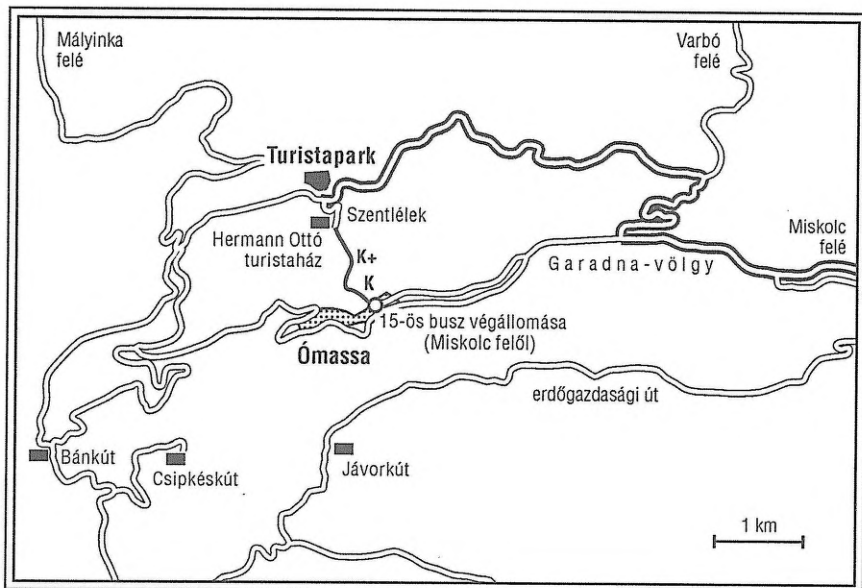 Mályinka
felé
Varbó
felé
Turistapark
Szentlélek
Hermann Ottó
turistaház
Miskolc
felé
K+
Garadna-völgy
K
15-ös busz végállomása
(Miskolc felől)
Ómassa
erdőgazdasági út
Bánkút
Csipkéskút
Jávorkút
1 km